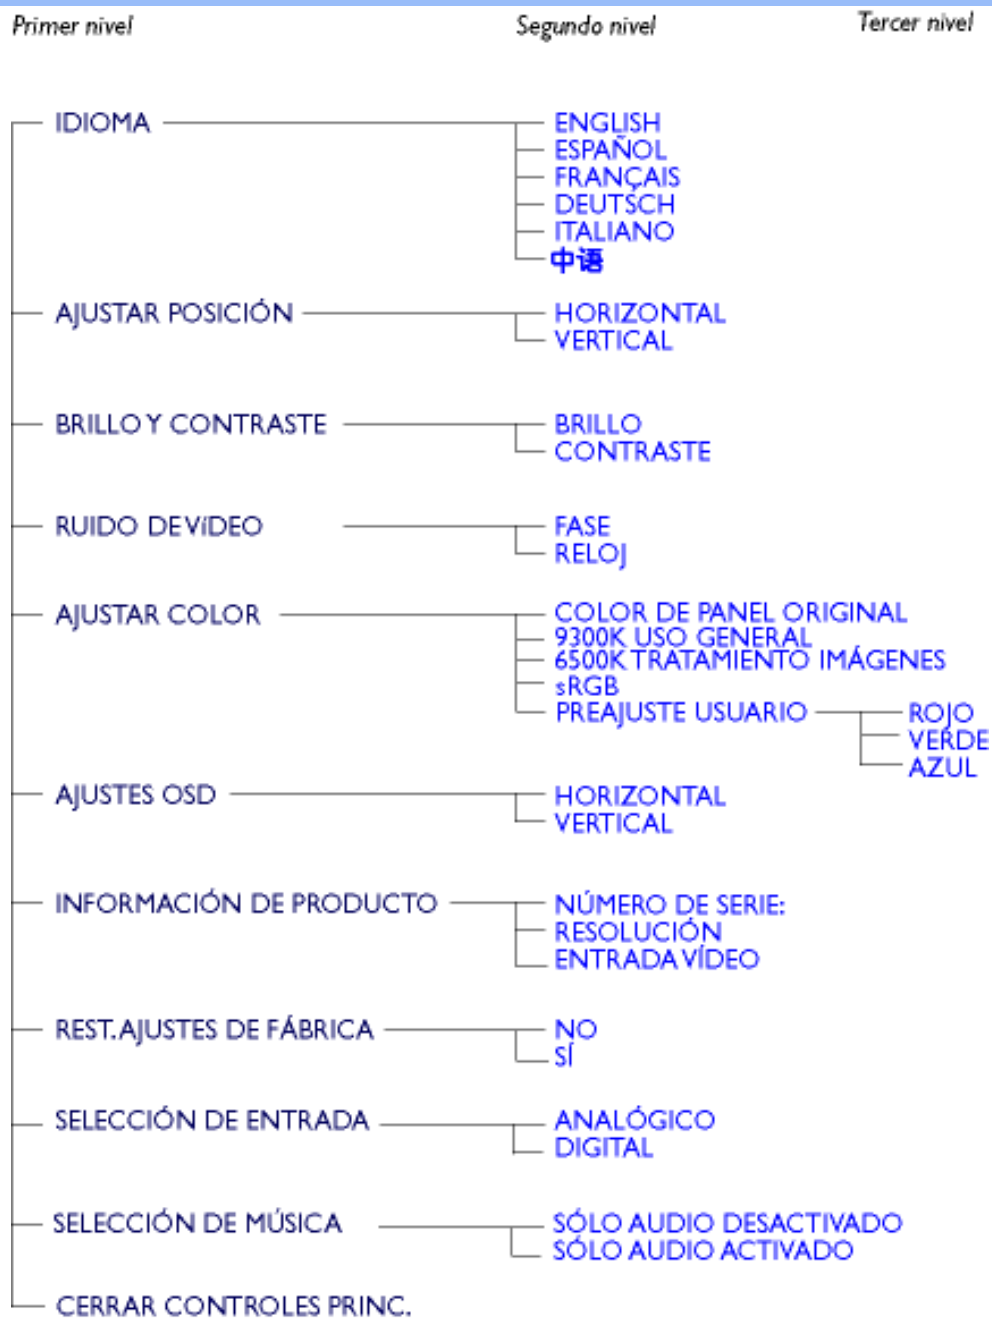 Primer nivel Segundo nivel Tercer nivel
IDIOMA ENGLISH
ESPAÑOL
FRANÇAIS
DEUTSCH
ITALIANO
中语
AJUSTAR POSICIÓN HORIZONTAL
VERTICAL
BRILLO Y CONTRASTE BRILLO
CONTRASTE
RUIDO DE VíDEO FASE
RELOJ
AJUSTAR COLOR COLOR DE PANEL ORIGINAL
9300K USO GENERAL
6500K TRATAMIENTO IMÁGENES
sRGB
PREAJUSTE USUARIO ROJO
VERDE
AZUL
AJUSTES OSD HORIZONTAL
VERTICAL
INFORMACIÓN DE PRODUCTO NÚMERO DE SERIE:
RESOLUCIÓN
ENTRADA VÍDEO
REST. AJUSTES DE FÁBRICA NO
SÍ
SELECCIÓN DE ENTRADA ANALÓGICO
DIGITAL
SELECCIÓN DE MÚSICA SÓLO AUDIO DESACTIVADO
SÓLO AUDIO ACTIVADO
CERRAR CONTROLES PRINC.